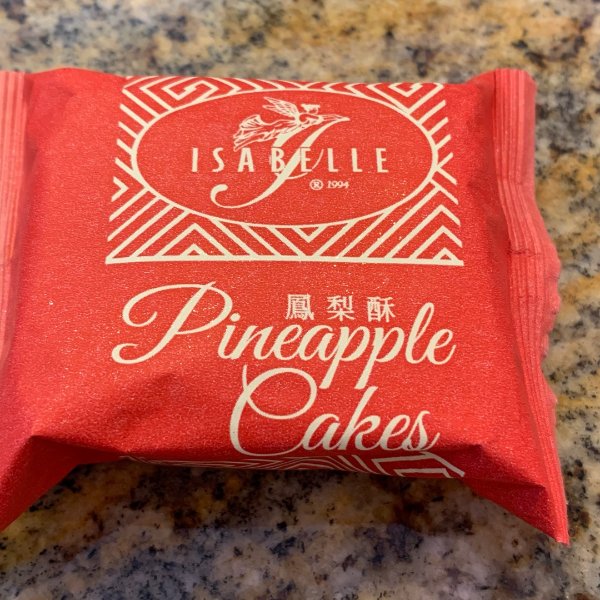 ISABELLE
® 1994
鳳梨酥
Pineapple
Cakes